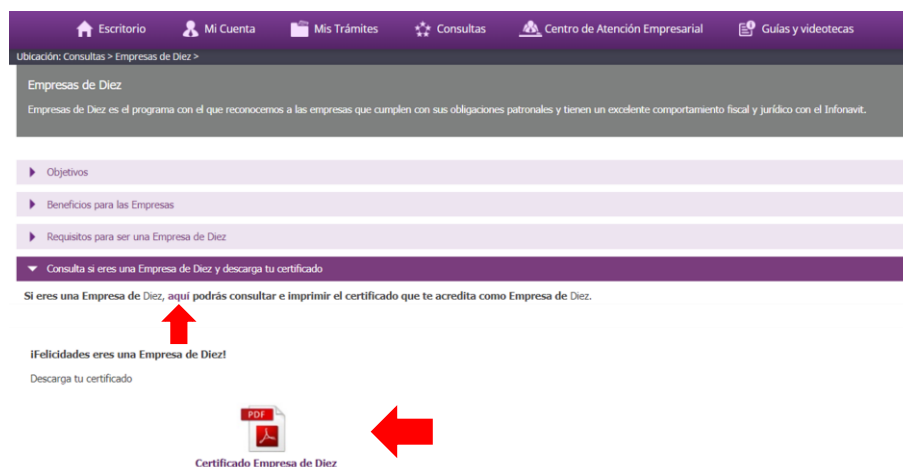 Escritorio Mi Cuenta Mis Trámites Consultas Centro de Atención Empresarial Guías y videotecas
Ubicación: Consultas > Empresas de Diez >
Empresas de Diez
Empresas de Diez es el programa con el que reconocemos a las empresas que cumplen con sus obligaciones patronales y tienen un excelente comportamiento fiscal y jurídico con el Infonavit.
Objetivos
Beneficios para las Empresas
Requisitos para ser una Empresa de Diez
Consulta si eres una Empresa de Diez y descarga tu certificado
Si eres una Empresa de Diez, aquí podrás consultar e imprimir el certificado que te acredita como Empresa de Diez.
¡Felicidades eres una Empresa de Diez!
Descarga tu certificado
PDF
Certificado Empresa de Diez